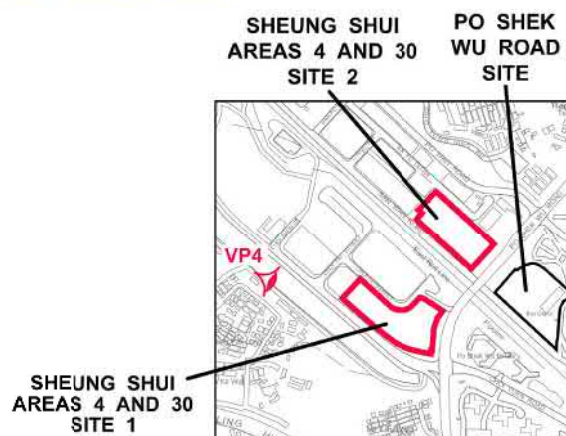 SHEUNG SHUI
AREAS 4 AND 30
SITE 2
PO SHEK
WU ROAD
SITE
VP4
SHEUNG SHUI
AREAS 4 AND 30
SITE 1